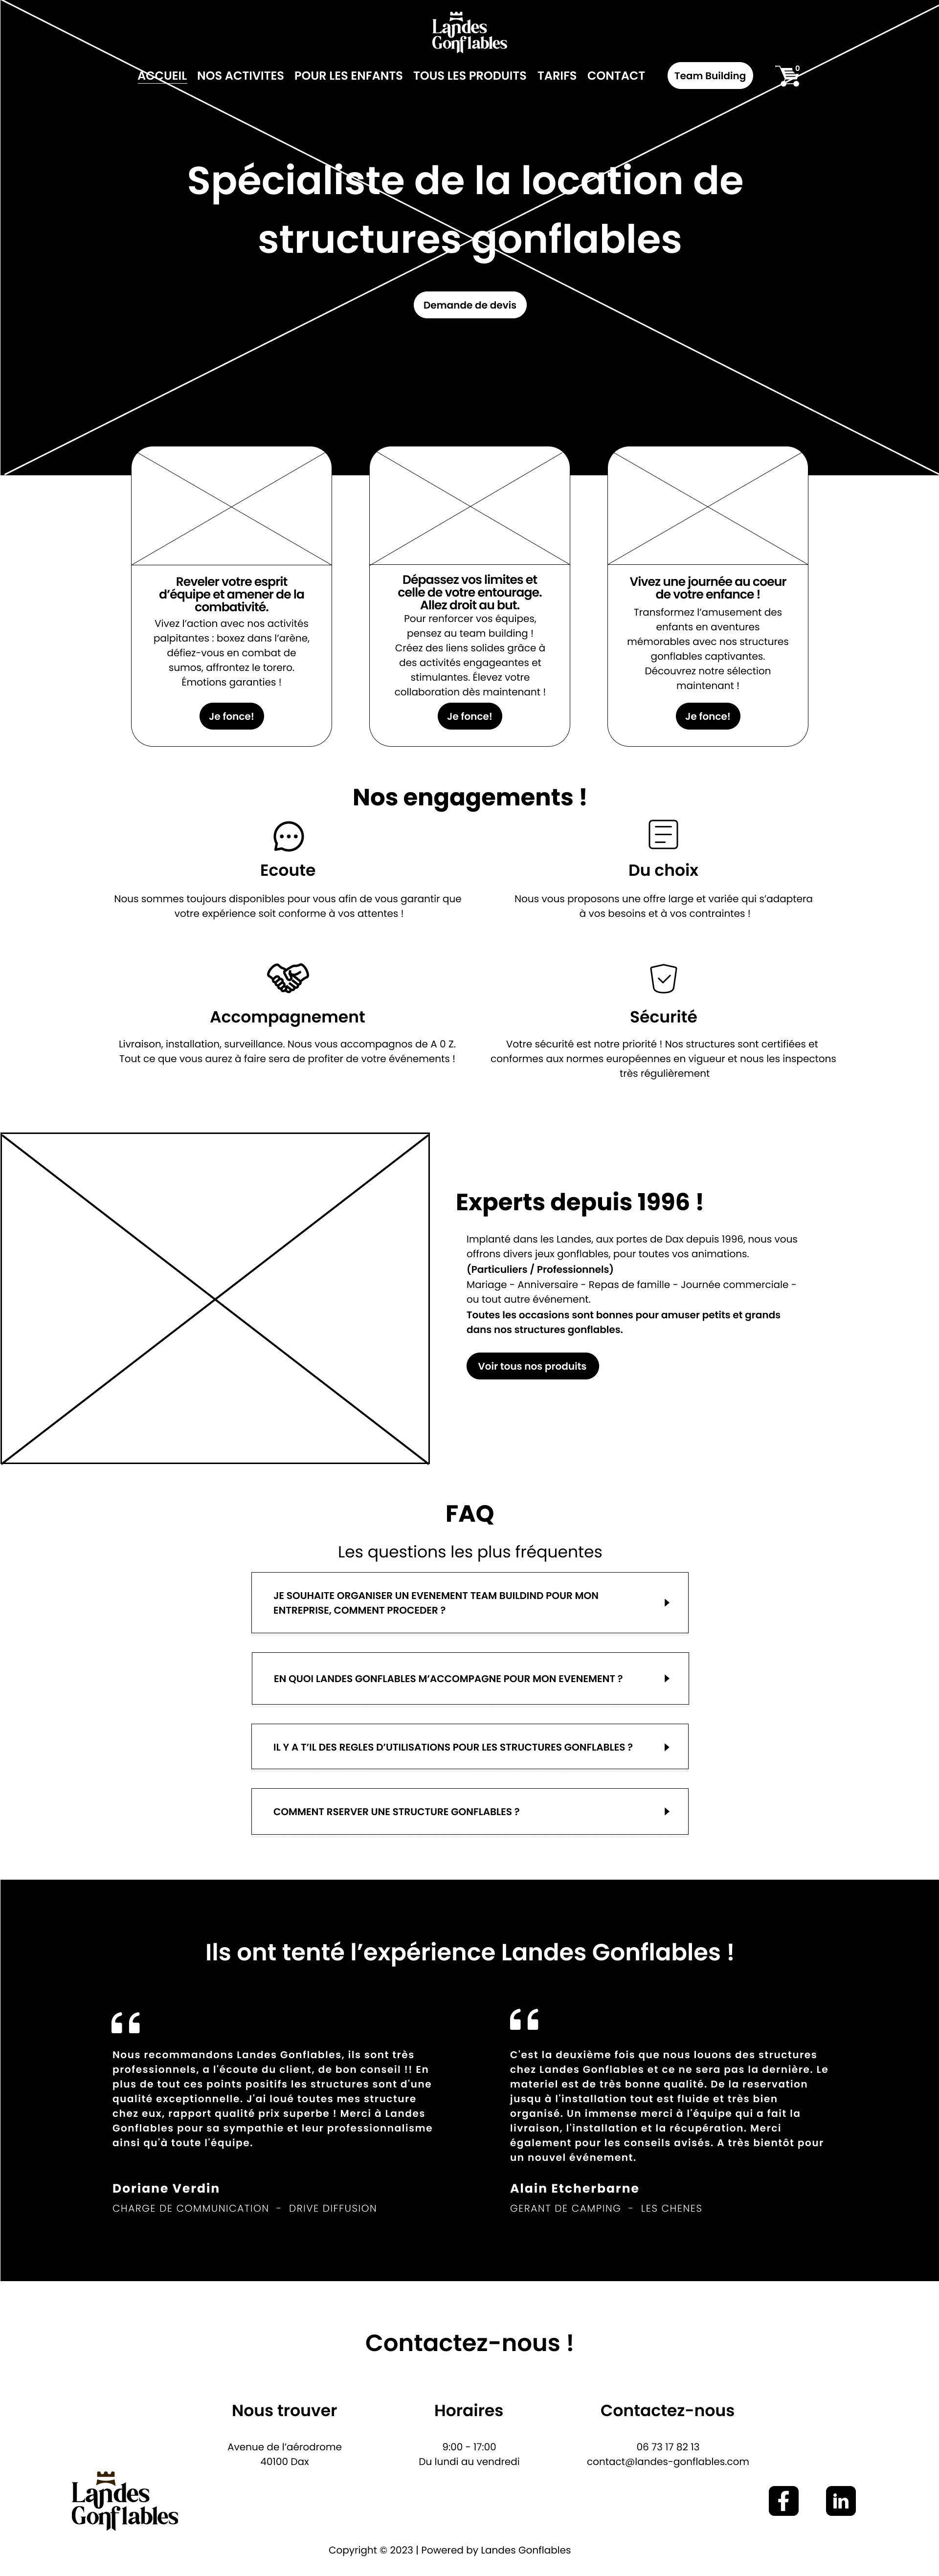 Landes
Gonflables
ACCUEIL NOS ACTIVITES POUR LES ENFANTS TOUS LES PRODUITS TARIFS CONTACT Team Building 0
Spécialiste de la location de
structures gonflables
Demande de devis
Reveler votre esprit
d'équipe et amener de la
combativité.
Vivez l'action avec nos activités
palpitantes : boxez dans l'arène,
défiez-vous en combat de
sumos, affrontez le torero.
Émotions garanties !
Je fonce!
Dépassez vos limites et
celle de votre entourage.
Allez droit au but.
Pour renforcer vos équipes,
pensez au team building !
Créez des liens solides grâce à
des activités engageantes et
stimulantes. Élevez votre
collaboration dès maintenant !
Je fonce!
Vivez une journée au coeur
de votre enfance !
Transformez l'amusement des
enfants en aventures
mémorables avec nos structures
gonflables captivantes.
Découvrez notre sélection
maintenant !
Je fonce!
Nos engagements !
Ecoute
Nous sommes toujours disponibles pour vous afin de vous garantir que
votre expérience soit conforme à vos attentes !
Du choix
Nous vous proposons une offre large et variée qui s'adaptera
à vos besoins et à vos contraintes !
Accompagnement
Livraison, installation, surveillance. Nous vous accompagnos de A 0 Z.
Tout ce que vous aurez à faire sera de profiter de votre événements !
Sécurité
Votre sécurité est notre priorité ! Nos structures sont certifiées et
conformes aux normes européennes en vigueur et nous les inspectons
très régulièrement
Experts depuis 1996 !
Implanté dans les Landes, aux portes de Dax depuis 1996, nous vous
offrons divers jeux gonflables, pour toutes vos animations.
(Particuliers / Professionnels)
Mariage - Anniversaire - Repas de famille - Journée commerciale -
ou tout autre événement.
Toutes les occasions sont bonnes pour amuser petits et grands
dans nos structures gonflables.
Voir tous nos produits
FAQ
Les questions les plus fréquentes
JE SOUHAITE ORGANISER UN EVENEMENT TEAM BUILDIND POUR MON
ENTREPRISE, COMMENT PROCEDER ?
EN QUOI LANDES GONFLABLES M'ACCOMPAGNE POUR MON EVENEMENT ?
IL Y A T'IL DES REGLES D'UTILISATIONS POUR LES STRUCTURES GONFLABLES ?
COMMENT RSERVER UNE STRUCTURE GONFLABLES ?
Ils ont tenté l'expérience Landes Gonflables !
Nous recommandons Landes Gonflables, ils sont très
professionnels, a l'écoute du client, de bon conseil !! En
plus de tout ces points positifs les structures sont d'une
qualité exceptionnelle. J'ai loué toutes mes structure
chez eux, rapport qualité prix superbe ! Merci à Landes
Gonflables pour sa sympathie et leur professionnalisme
ainsi qu'à toute l'équipe.
Doriane Verdin
CHARGE DE COMMUNICATION - DRIVE DIFFUSION
C'est la deuxième fois que nous louons des structures
chez Landes Gonflables et ce ne sera pas la dernière. Le
materiel est de très bonne qualité. De la reservation
jusqu à l'installation tout est fluide et très bien
organisé. Un immense merci à l'équipe qui a fait la
livraison, l'installation et la récupération. Merci
également pour les conseils avisés. A très bientôt pour
un nouvel événement.
Alain Etcherbarne
GERANT DE CAMPING - LES CHENES
Contactez-nous !
Nous trouver
Avenue de l'aérodrome
40100 Dax
Horaires
9:00 - 17:00
Du lundi au vendredi
Contactez-nous
06 73 17 82 13
contact@landes-gonflables.com
Landes
Gonflables
Copyright © 2023 | Powered by Landes Gonflables